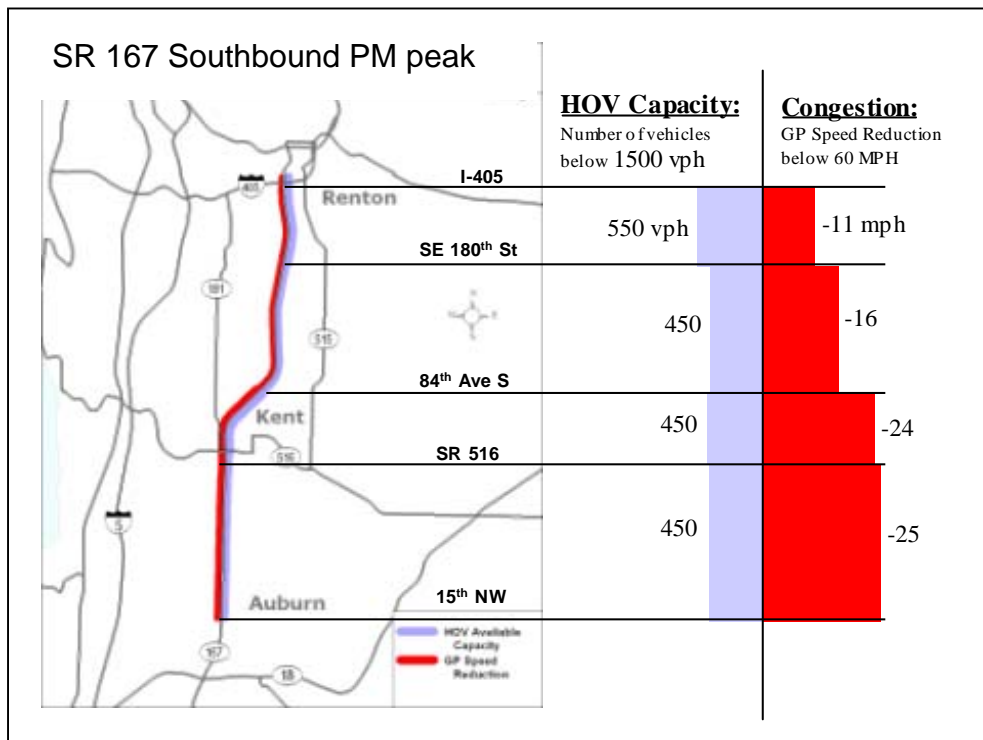 SR 167 Southbound PM peak
HOV Capacity:
Number of vehicles
below 1500 vph
Congestion:
GP Speed Reduction
below 60 MPH
I-405
405
Renton
550 vph
-11 mph
SE 180th St
181
515
N
E
S
450
-16
84th Ave S
Kent
450
-24
SR 516
516
5
450
-25
15th NW
Auburn
HOV Available
Capacity
GP Speed
Reduction
167
18